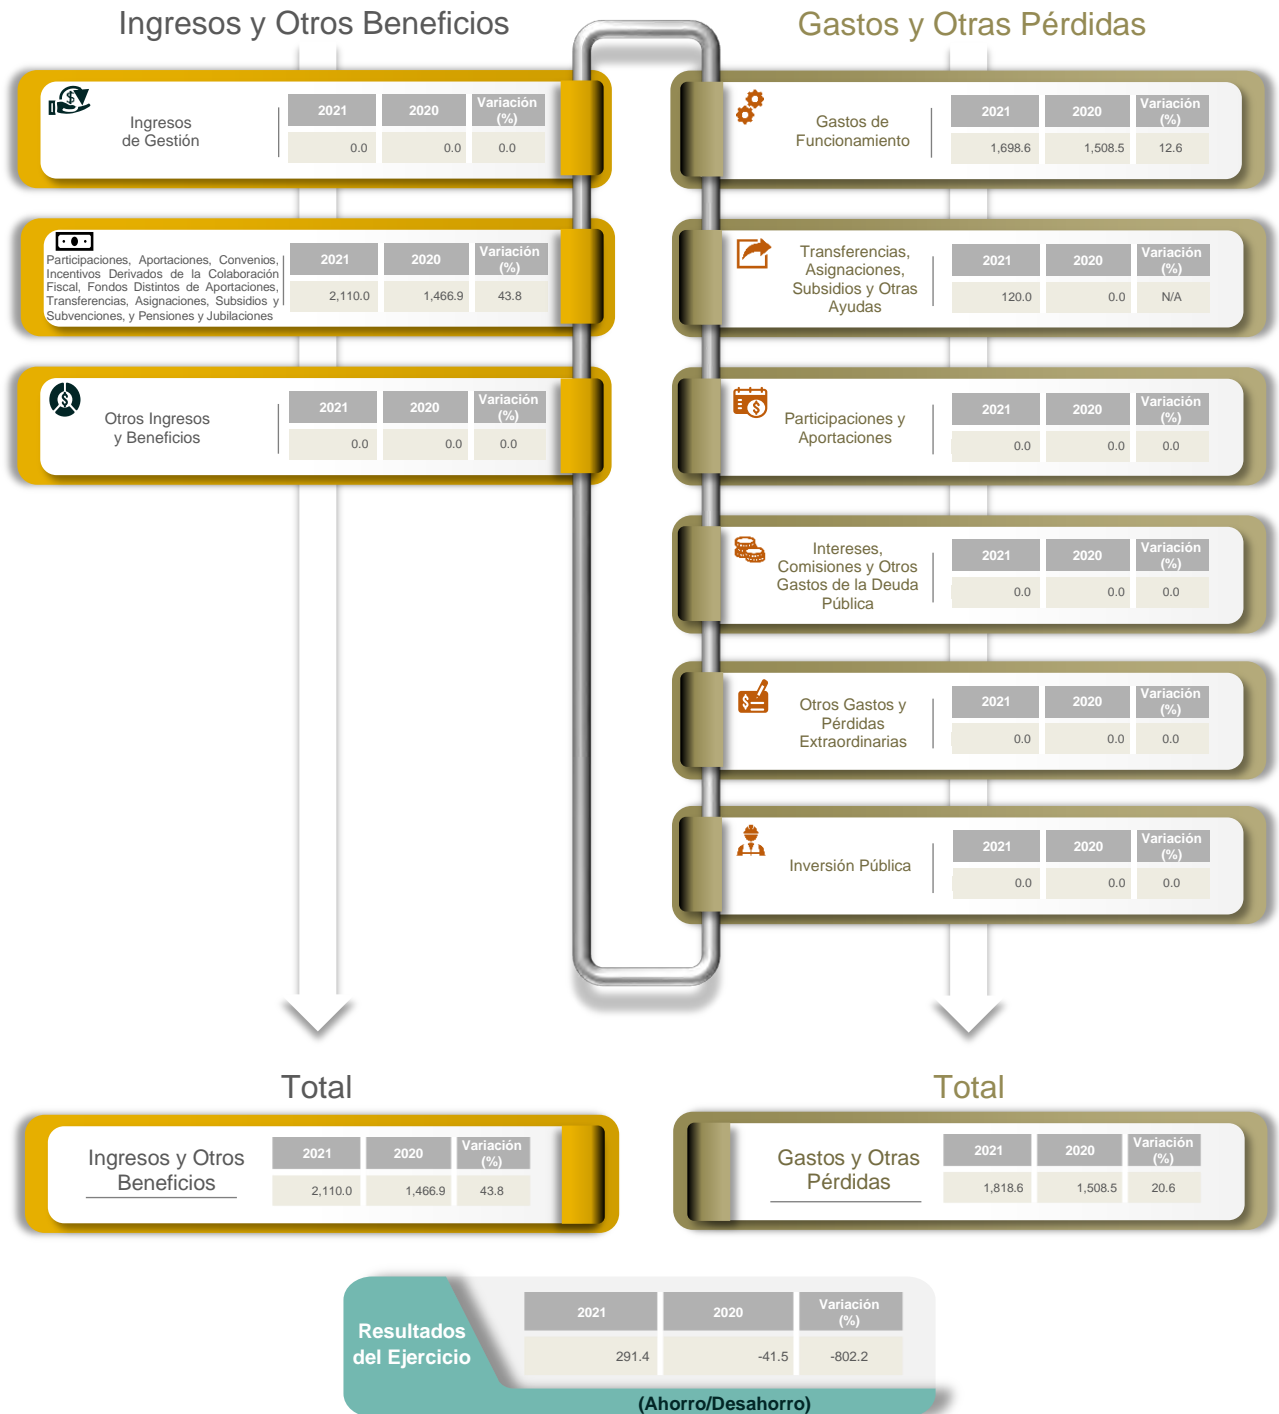 Ingresos y Otros Beneficios
Ingresos
de Gestión
2021 2020 Variación (%)
0.0 0.0 0.0
Participaciones, Aportaciones, Convenios,
Incentivos Derivados de la Colaboración
Fiscal, Fondos Distintos de Aportaciones,
Transferencias, Asignaciones, Subsidios y
Subvenciones, y Pensiones y Jubilaciones
2021 2020 Variación (%)
2,110.0 1,466.9 43.8
Otros Ingresos
y Beneficios
2021 2020 Variación (%)
0.0 0.0 0.0
Gastos y Otras Pérdidas
Gastos de
Funcionamiento
2021 2020 Variación (%)
1,698.6 1,508.5 12.6
Transferencias,
Asignaciones,
Subsidios y Otras
Ayudas
2021 2020 Variación (%)
120.0 0.0 N/A
Participaciones y
Aportaciones
2021 2020 Variación (%)
0.0 0.0 0.0
Intereses,
Comisiones y Otros
Gastos de la Deuda
Pública
2021 2020 Variación (%)
0.0 0.0 0.0
Otros Gastos y
Pérdidas
Extraordinarias
2021 2020 Variación (%)
0.0 0.0 0.0
Inversión Pública
2021 2020 Variación (%)
0.0 0.0 0.0
Total
Ingresos y Otros
Beneficios
2021 2020 Variación (%)
2,110.0 1,466.9 43.8
Total
Gastos y Otras
Pérdidas
2021 2020 Variación (%)
1,818.6 1,508.5 20.6
Resultados
del Ejercicio
2021 2020 Variación (%)
291.4 -41.5 -802.2
(Ahorro/Desahorro)